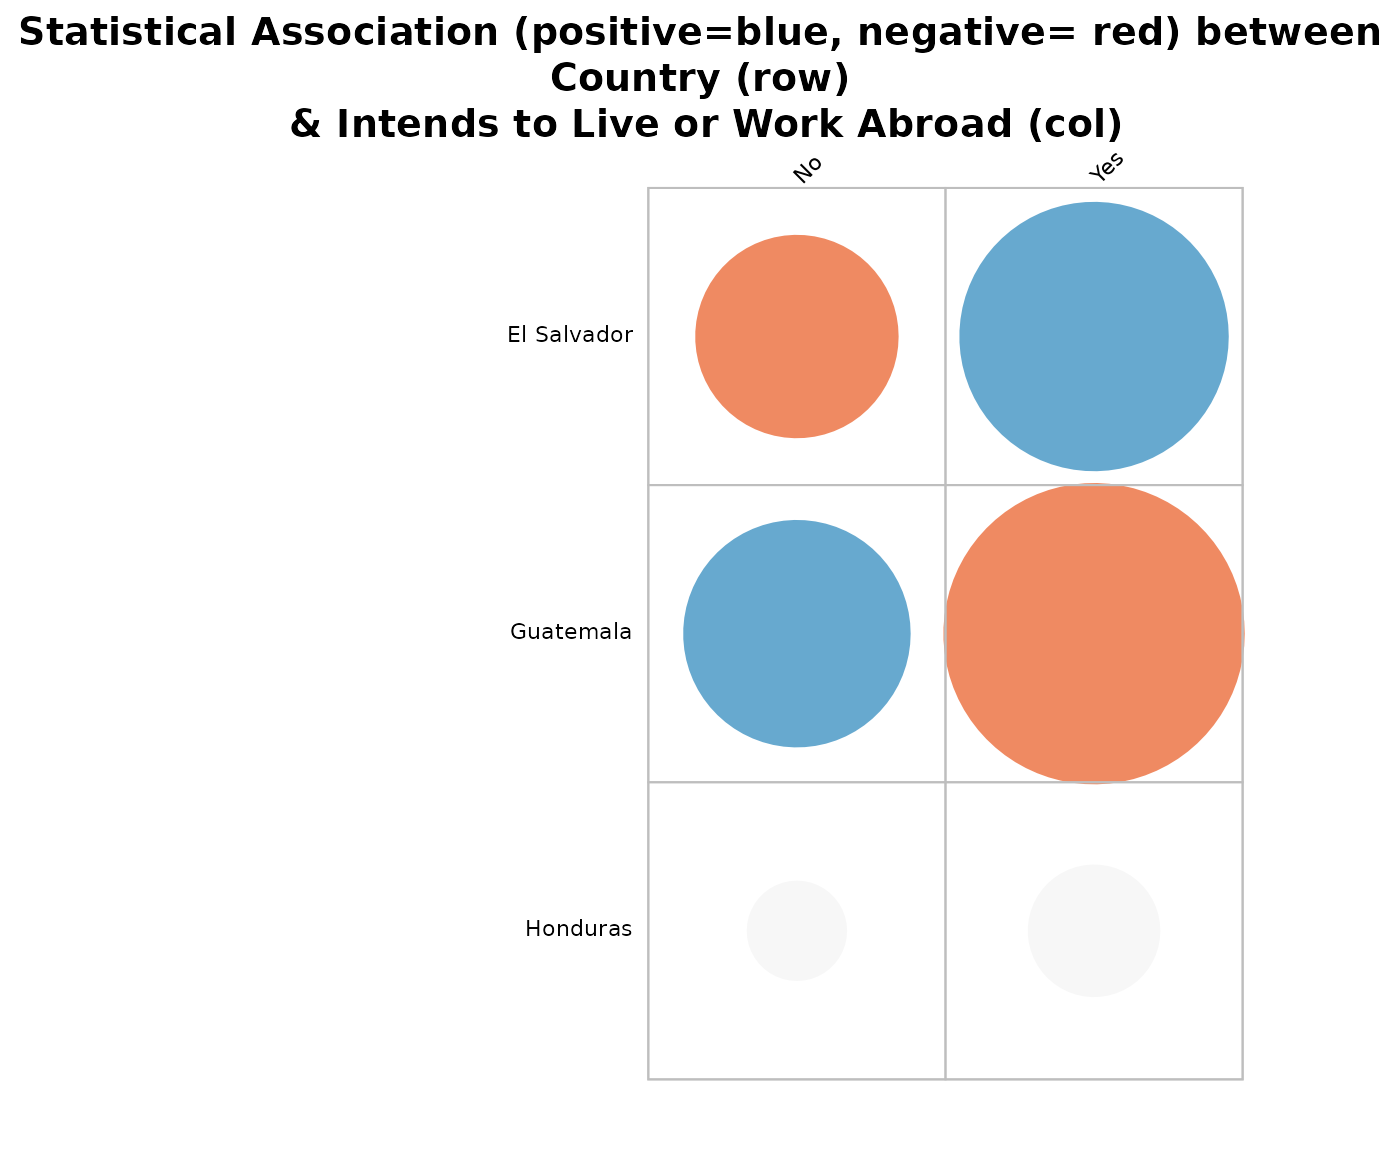 Statistical Association (positive=blue, negative= red) between
Country (row)
& Intends to Live or Work Abroad (col)
No
Yes
El Salvador
Guatemala
Honduras